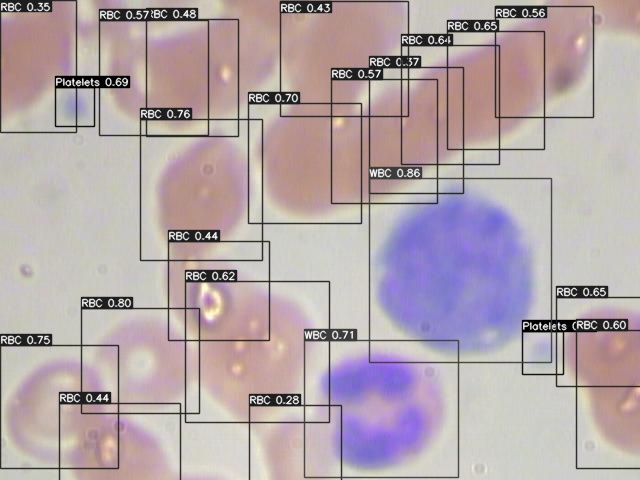 RBC 0.35
RBC 0.57
RBC 0.48
RBC 0.43
RBC 0.56
RBC 0.65
RBC 0.64
RBC 0.37
RBC 0.57
Platelets 0.69
RBC 0.70
RBC 0.76
WBC 0.86
RBC 0.44
RBC 0.62
RBC 0.65
RBC 0.80
Platelets
RBC 0.60
WBC 0.71
RBC 0.75
RBC 0.44
RBC 0.28